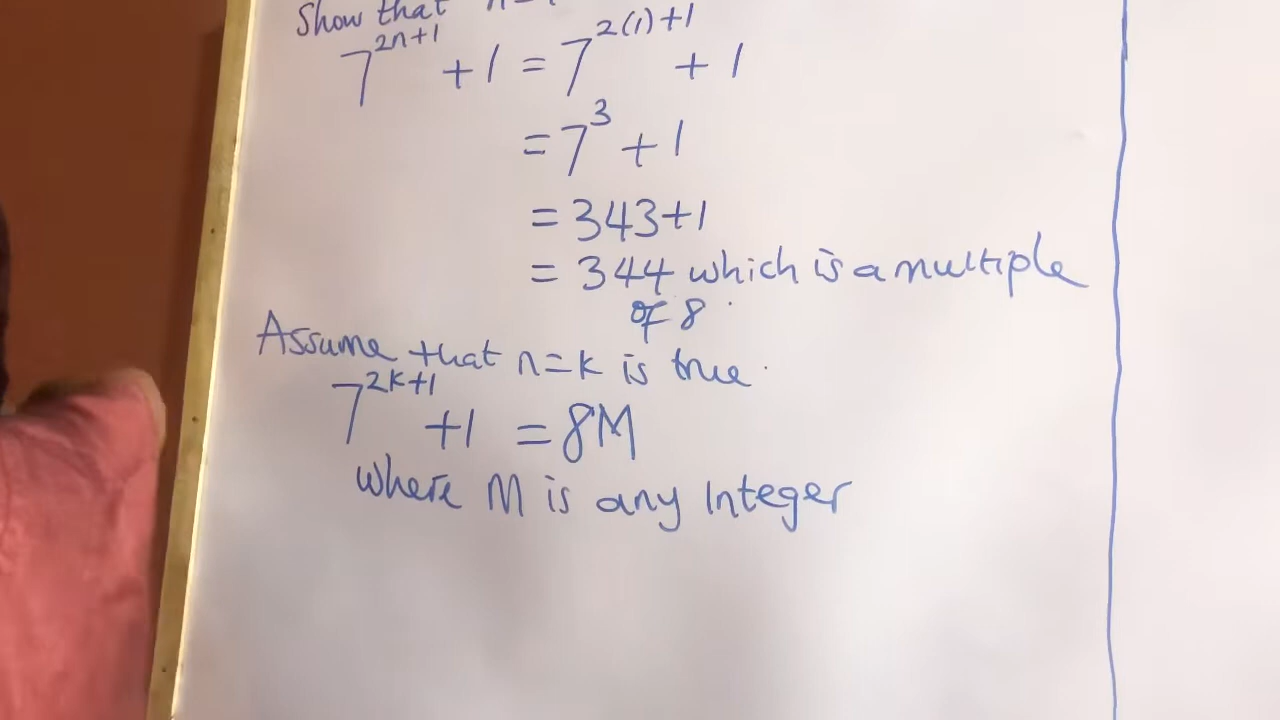 Show that n=
7^{2n+1} + 1 = 7^{2(1)+1} + 1
= 7^3 + 1
= 343+1
= 344 which is a multiple
of 8
Assume that n=k is true.
7^{2k+1} +1 = 8M
where M is any Integer